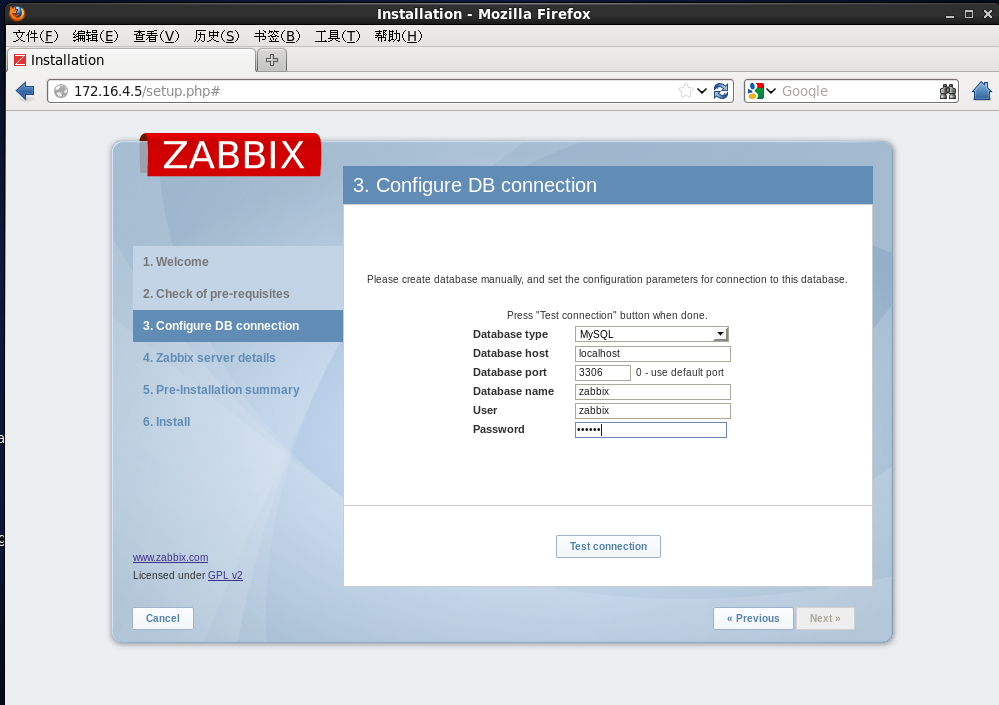 Installation - Mozilla Firefox
文件(F) 编辑(E) 查看(V) 历史(S) 书签(B) 工具(T) 帮助(H)
Installation
172.16.4.5/setup.php#
Google
ZABBIX
3. Configure DB connection
1. Welcome
2. Check of pre-requisites
3. Configure DB connection
4. Zabbix server details
5. Pre-Installation summary
6. Install
Please create database manually, and set the configuration parameters for connection to this database.
Press "Test connection" button when done.
Database type MySQL
Database host localhost
Database port 3306 0 - use default port
Database name zabbix
User zabbix
Password ••••••
Test connection
www.zabbix.com
Licensed under GPL v2
Cancel
« Previous Next »